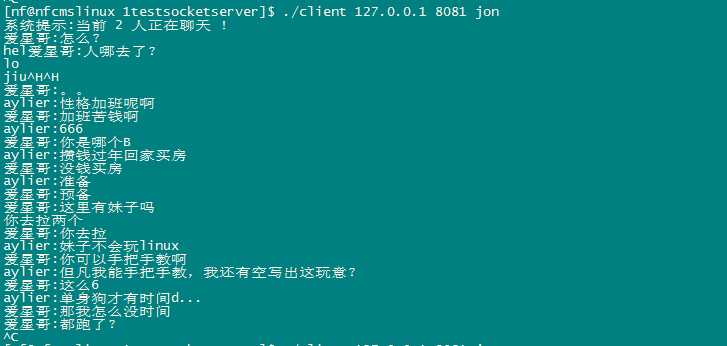 ^C
[nf@nfcmslinux 1testsocketserver]$ ./client 127.0.0.1 8081 jon
系统提示:当前 2 人正在聊天 !
爱星哥:怎么?
hel爱星哥:人哪去了?
lo
jiu^H^H
爱星哥:。。
aylier:性格加班呢啊
爱星哥:加班苦钱啊
aylier:666
爱星哥:你是哪个B
aylier:攒钱过年回家买房
爱星哥:没钱买房
aylier:准备
爱星哥:预备
爱星哥:这里有妹子吗
你去拉两个
爱星哥:你去拉
aylier:妹子不会玩linux
爱星哥:你可以手把手教啊
aylier:但凡我能手把手教，我还有空写出这玩意?
爱星哥:这么6
aylier:单身狗才有时间d...
爱星哥:那我怎么没时间
爱星哥:都跑了?
^C